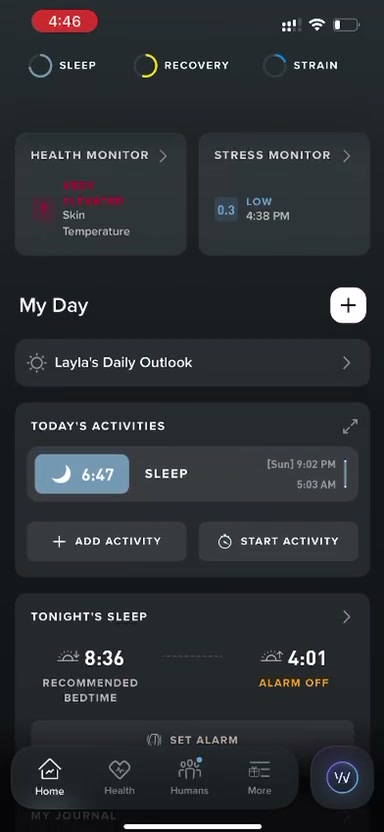 4:46
SLEEP
RECOVERY
STRAIN
HEALTH MONITOR
STRESS MONITOR
Skin
Temperature
0.3
LOW
4:38 PM
My Day
Layla's Daily Outlook
TODAY'S ACTIVITIES
6:47
SLEEP
[Sun] 9:02 PM
5:03 AM
ADD ACTIVITY
START ACTIVITY
TONIGHT'S SLEEP
8:36
4:01
RECOMMENDED
BEDTIME
ALARM OFF
SET ALARM
Home
Health
Humans
More
MY JOURNAL